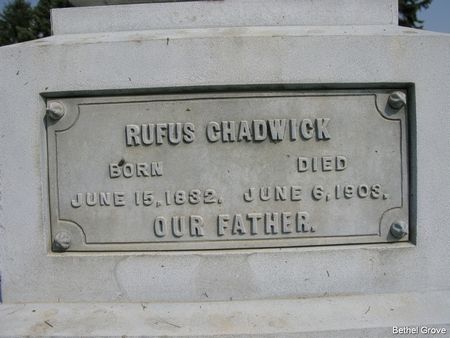 RUFUS CHADWICK
BORN DIED
JUNE 15, 1832. JUNE 6, 1903.
OUR FATHER.
Bethel Grove